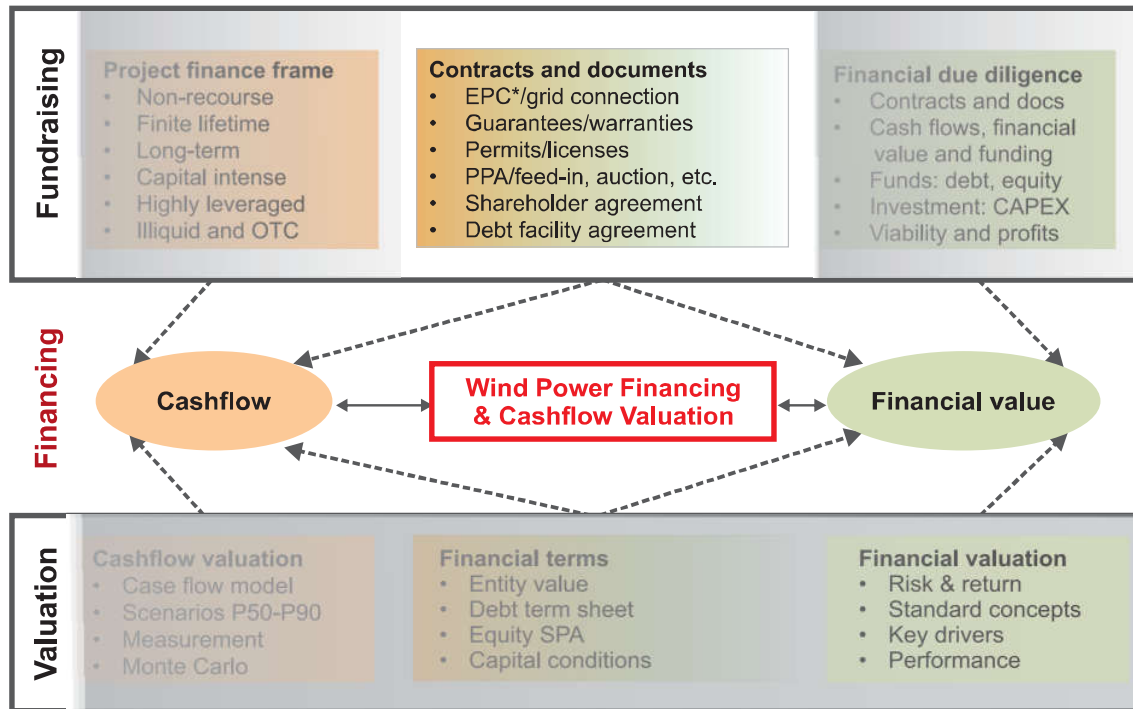 Fundraising
Project finance frame
• Non-recourse
• Finite lifetime
• Long-term
• Capital intense
• Highly leveraged
• Illiquid and OTC
Contracts and documents
• EPC*/grid connection
• Guarantees/warranties
• Permits/licenses
• PPA/feed-in, auction, etc.
• Shareholder agreement
• Debt facility agreement
Financial due diligence
• Contracts and docs
• Cash flows, financial
value and funding
• Funds: debt, equity
• Investment: CAPEX
• Viability and profits
Financing
Cashflow
Wind Power Financing
& Cashflow Valuation
Financial value
Valuation
Cashflow valuation
• Case flow model
• Scenarios P50-P90
• Measurement
• Monte Carlo
Financial terms
• Entity value
• Debt term sheet
• Equity SPA
• Capital conditions
Financial valuation
• Risk & return
• Standard concepts
• Key drivers
• Performance